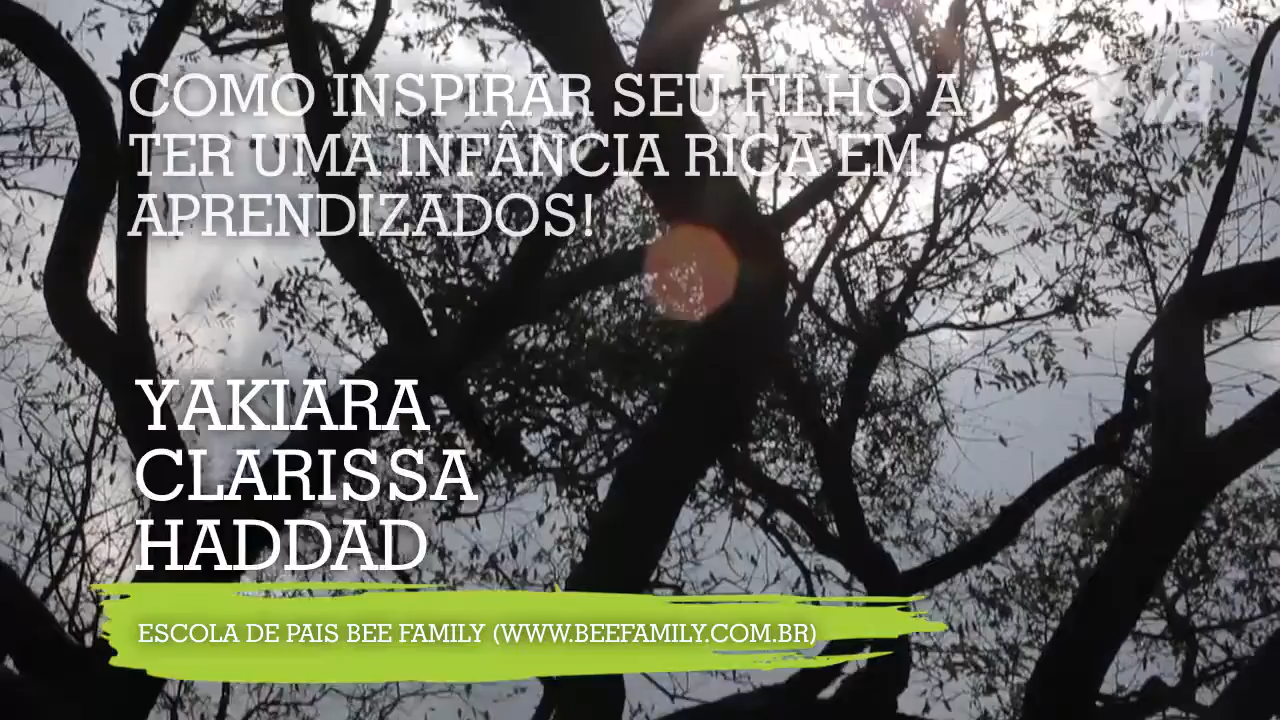 COMO INSPIRAR SEU FILHO A
TER UMA INFÂNCIA RICA EM
APRENDIZADOS!
YAKIARA
CLARISSA
HADDAD
ESCOLA DE PAIS BEE FAMILY (WWW.BEEFAMILY.COM.BR)